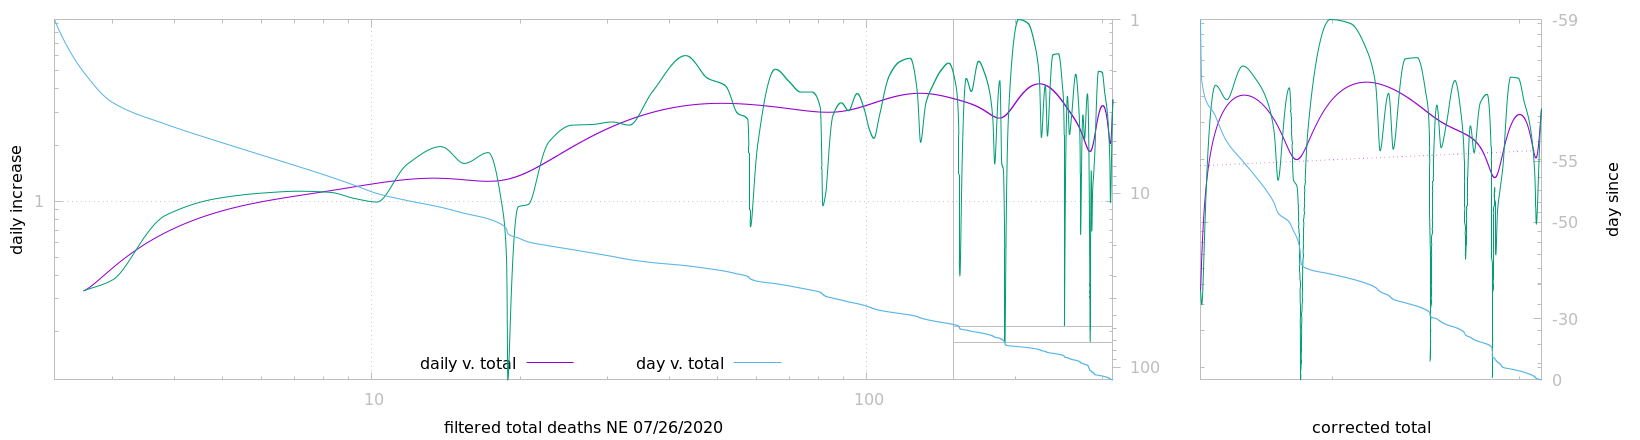 daily increase
1
daily v. total
day v. total
10
100
1
10
100
filtered total deaths NE 07/26/2020
-59
-55
-50
-30
0
day since
corrected total